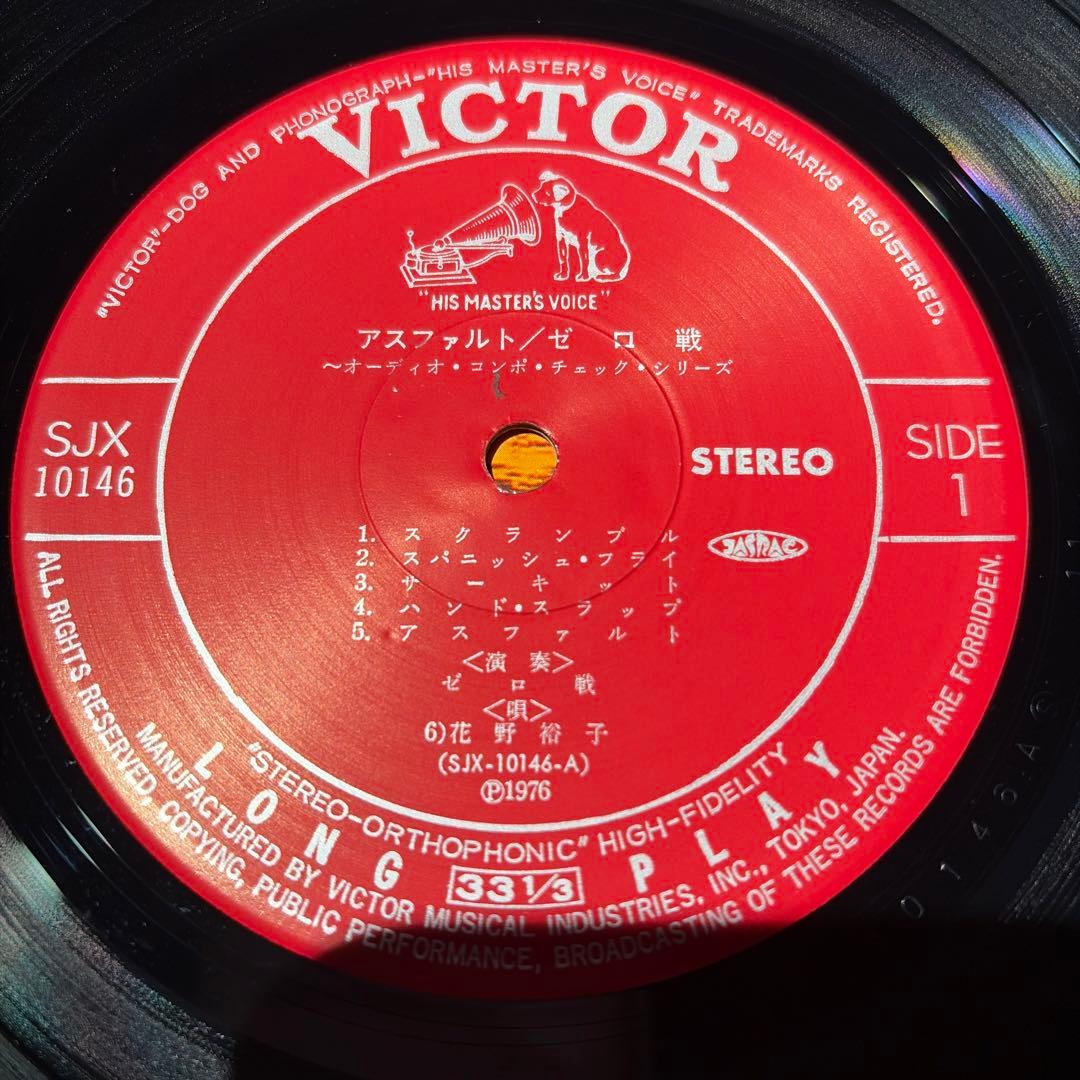 "VICTOR"-DOG AND PHONOGRAPH-"HIS MASTER'S VOICE" TRADEMARKS REGISTERED.
VICTOR
"HIS MASTER'S VOICE"
アスファルト/ゼロ戦
〜オーディオ・コンポ・チェック・シリーズ
SJX
10146
STEREO
SIDE
1
JASRAC
1. スクランブル
2. スパニッシュ・フライ
3. サーキット
4. ハンド・スラップ
5. アスファルト
<演奏>
ゼロ戦
<唄>
6)花野裕子
(SJX-10146-A)
Ⓟ1976
"STEREO-ORTHOPHONIC" HIGH-FIDELITY
LONG 33 1/3 PLAY
MANUFACTURED BY VICTOR MUSICAL INDUSTRIES, INC., TOKYO, JAPAN.
ALL RIGHTS RESERVED, COPYING, PUBLIC PERFORMANCE, BROADCASTING OF THESE RECORDS ARE FORBIDDEN.